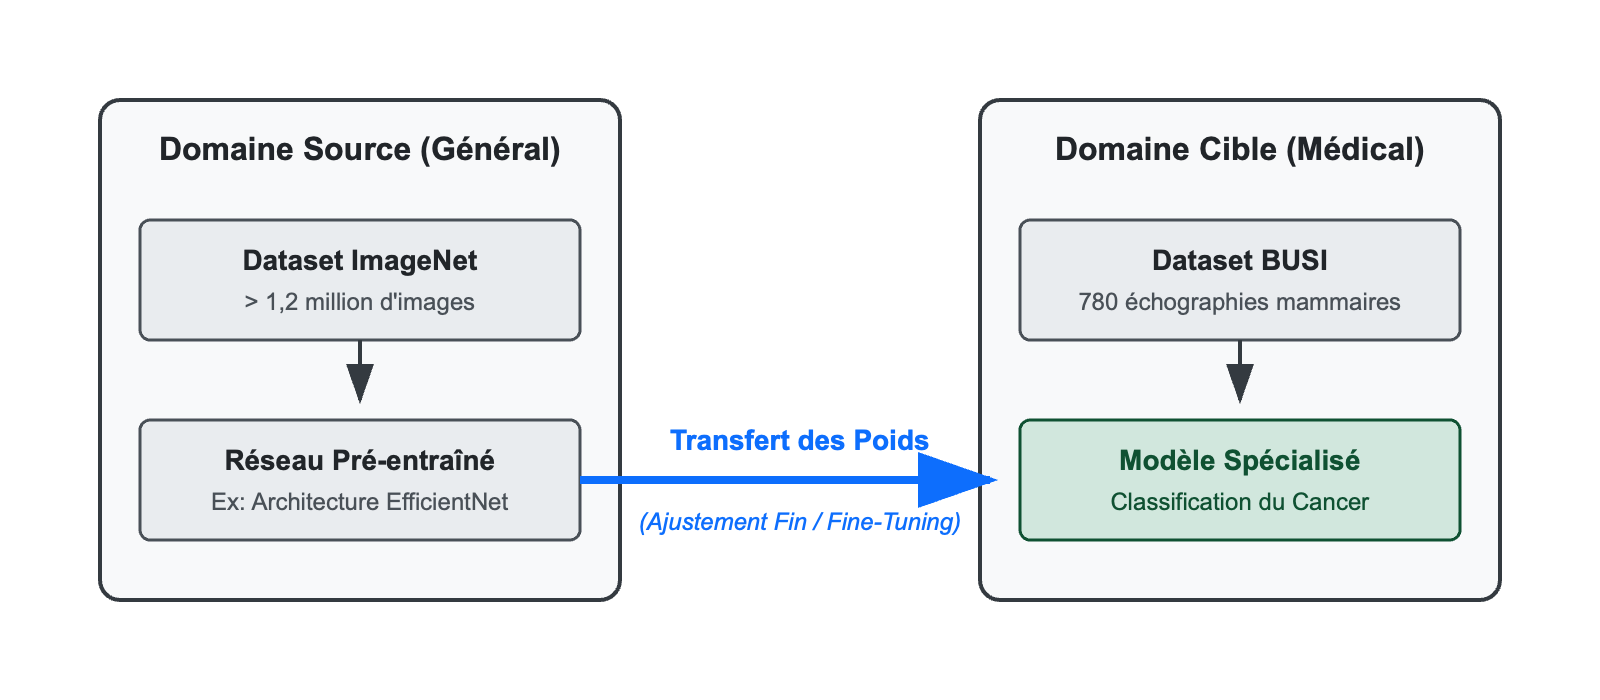 Domaine Source (Général)
Dataset ImageNet
> 1,2 million d'images
Réseau Pré-entraîné
Ex: Architecture EfficientNet
Transfert des Poids
(Ajustement Fin / Fine-Tuning)
Domaine Cible (Médical)
Dataset BUSI
780 échographies mammaires
Modèle Spécialisé
Classification du Cancer